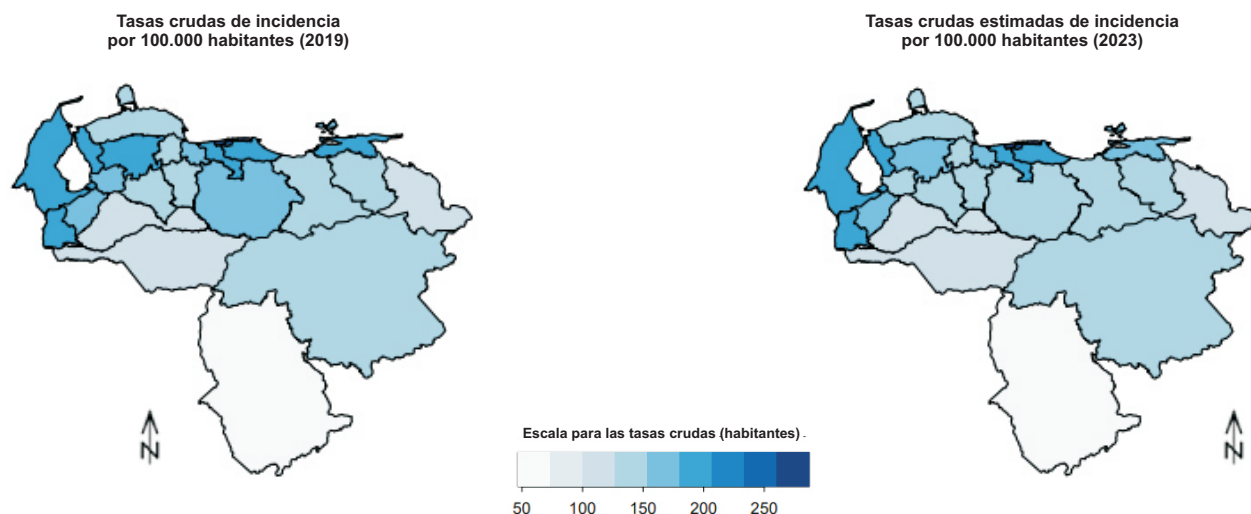 Tasas crudas de incidencia
por 100.000 habitantes (2019)
Tasas crudas estimadas de incidencia
por 100.000 habitantes (2023)
N
N
Escala para las tasas crudas (habitantes)
50 100 150 200 250